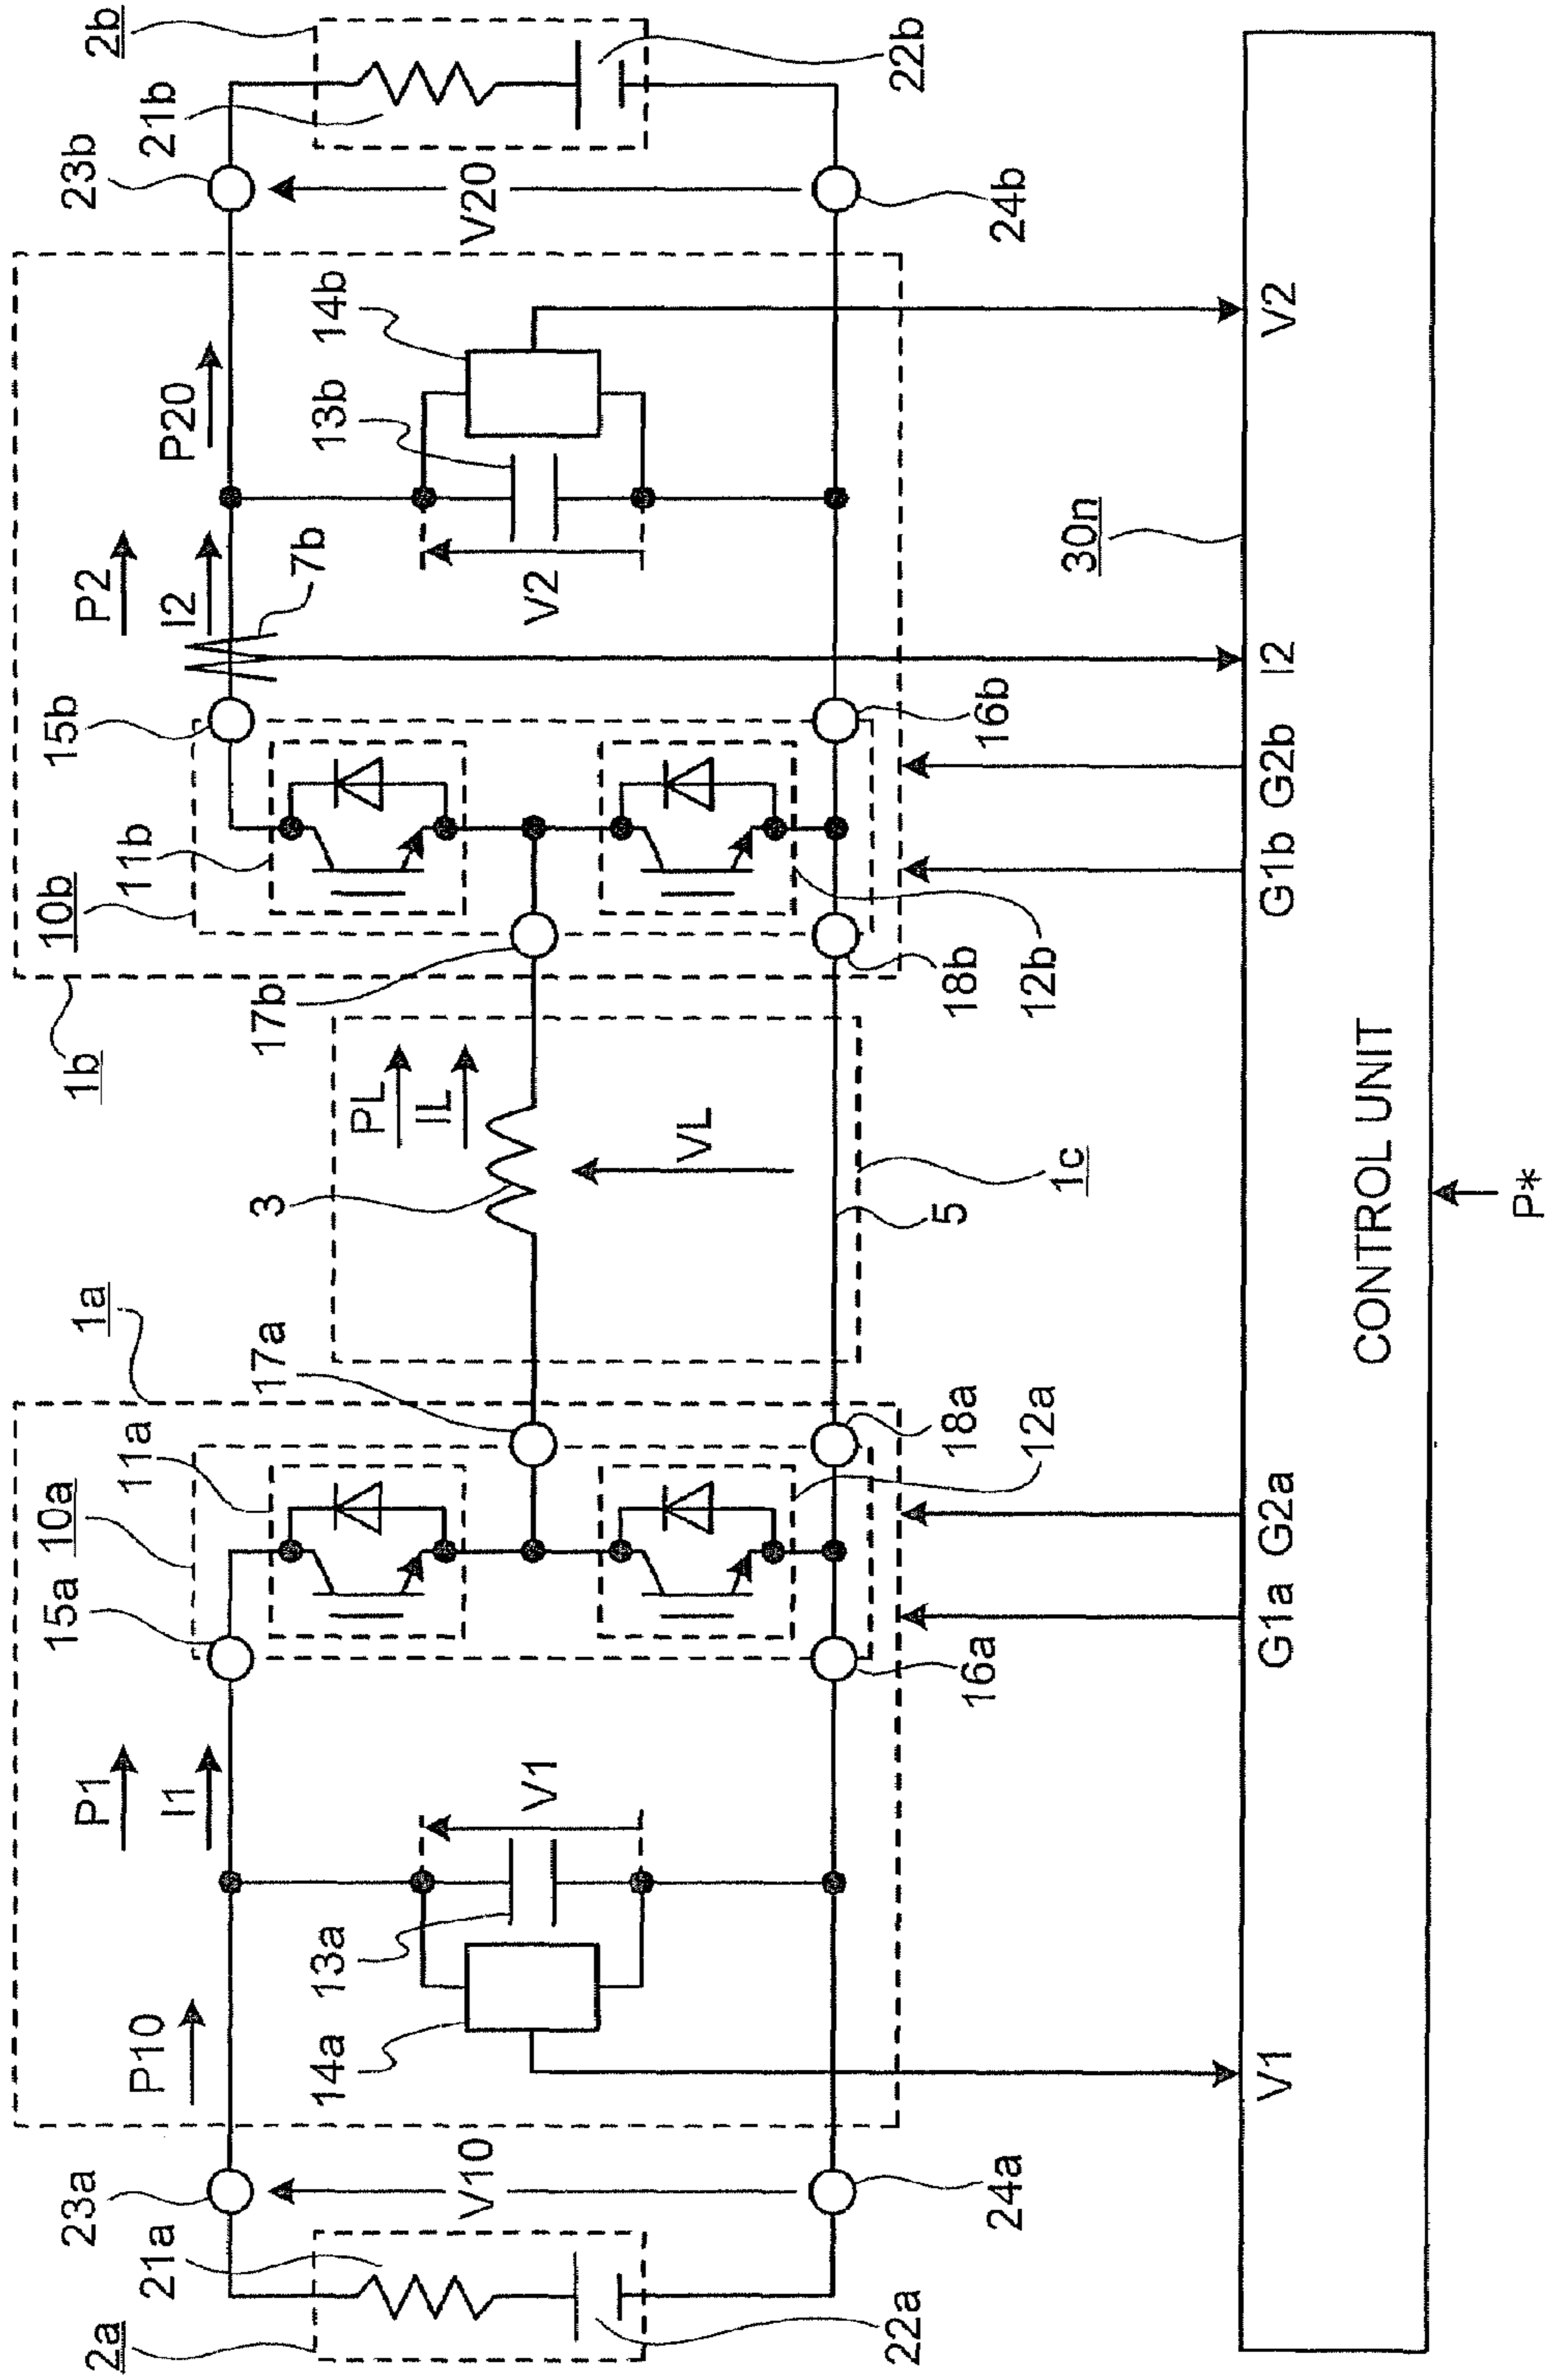 1a
1b
P10
P1
I1
15a
10a
11a
17a
PL
IL
3
VL
17b
10b
11b
15b
P2
I2
7b
P20
23a
23b
2a
21a
V10
14a
13a
V1
V2
13b
14b
V20
21b
2b
22a
24a
16a
18a
12a
5
1c
18b
12b
16b
24b
22b
30n
V1
G1a
G2a
G1b
G2b
I2
V2
CONTROL UNIT
P*